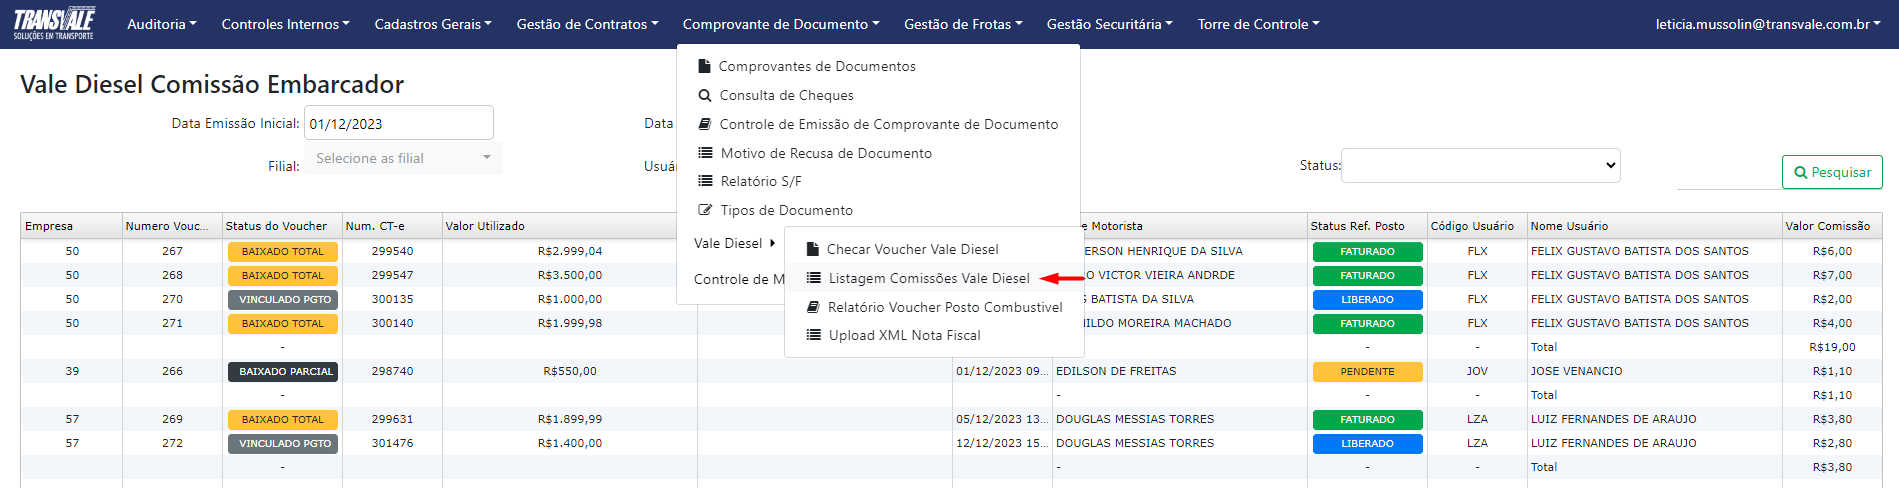 TRANSVALE
SOLUÇÕES EM TRANSPORTE
Auditoria Controles Internos Cadastros Gerais Gestão de Contratos Comprovante de Documento Gestão de Frotas Gestão Securitária Torre de Controle leticia.mussolin@transvale.com.br
Comprovantes de Documentos
Consulta de Cheques
Controle de Emissão de Comprovante de Documento
Motivo de Recusa de Documento
Relatório S/F
Tipos de Documento
Vale Diesel
Controle de M
Checar Voucher Vale Diesel
Listagem Comissões Vale Diesel
Relatório Voucher Posto Combustivel
Upload XML Nota Fiscal
Vale Diesel Comissão Embarcador
Data Emissão Inicial: 01/12/2023 Data
Filial: Selecione as filial Usuár Status: Pesquisar
Empresa Numero Vouc... Status do Voucher Num. CT-e Valor Utilizado e Motorista Status Ref. Posto Código Usuário Nome Usuário Valor Comissão
50 267 BAIXADO TOTAL 299540 R$2.999,04 ERSON HENRIQUE DA SILVA FATURADO FLX FELIX GUSTAVO BATISTA DOS SANTOS R$6,00
50 268 BAIXADO TOTAL 299547 R$3.500,00 O VICTOR VIEIRA ANDRDE FATURADO FLX FELIX GUSTAVO BATISTA DOS SANTOS R$7,00
50 270 VINCULADO PGTO 300135 R$1.000,00 S BATISTA DA SILVA LIBERADO FLX FELIX GUSTAVO BATISTA DOS SANTOS R$2,00
50 271 BAIXADO TOTAL 300140 R$1.999,98 ILDO MOREIRA MACHADO FATURADO FLX FELIX GUSTAVO BATISTA DOS SANTOS R$4,00
- - - Total R$19,00
39 266 BAIXADO PARCIAL 298740 R$550,00 01/12/2023 09... EDILSON DE FREITAS PENDENTE JOV JOSE VENANCIO R$1,10
- - - - Total R$1,10
57 269 BAIXADO TOTAL 299631 R$1.899,99 05/12/2023 13... DOUGLAS MESSIAS TORRES FATURADO LZA LUIZ FERNANDES DE ARAUJO R$3,80
57 272 VINCULADO PGTO 301476 R$1.400,00 12/12/2023 15... DOUGLAS MESSIAS TORRES LIBERADO LZA LUIZ FERNANDES DE ARAUJO R$2,80
- - - - Total R$3,80